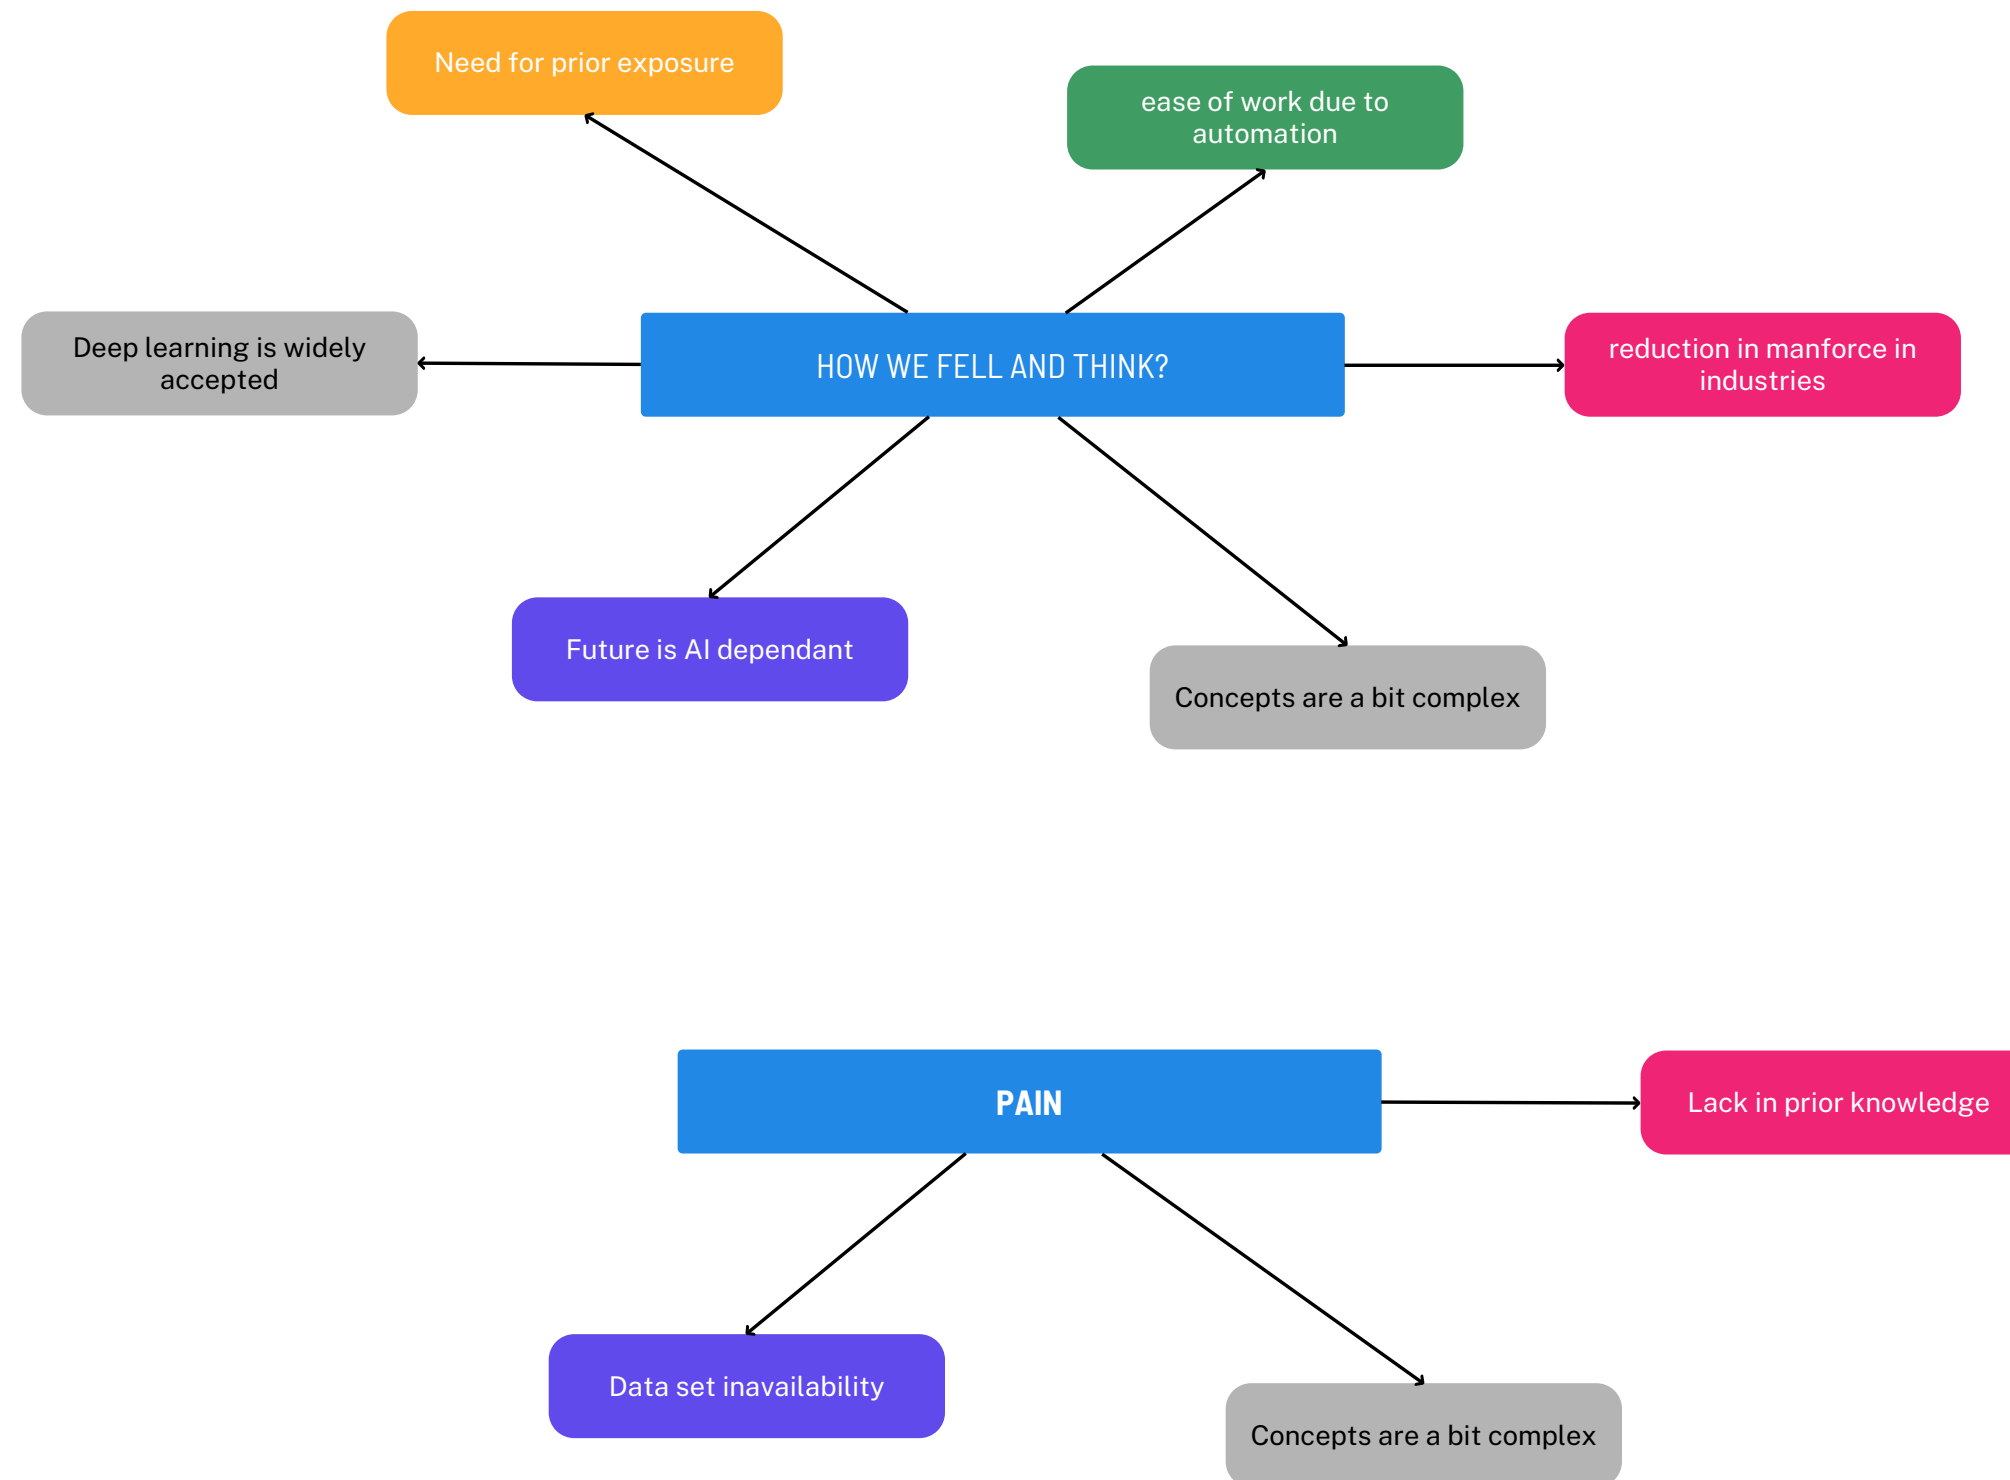 Need for prior exposure
ease of work due to
automation
Deep learning is widely
accepted
HOW WE FELL AND THINK?
reduction in manforce in
industries
Future is AI dependant
Concepts are a bit complex
PAIN
Lack in prior knowledge
Data set inavailability
Concepts are a bit complex